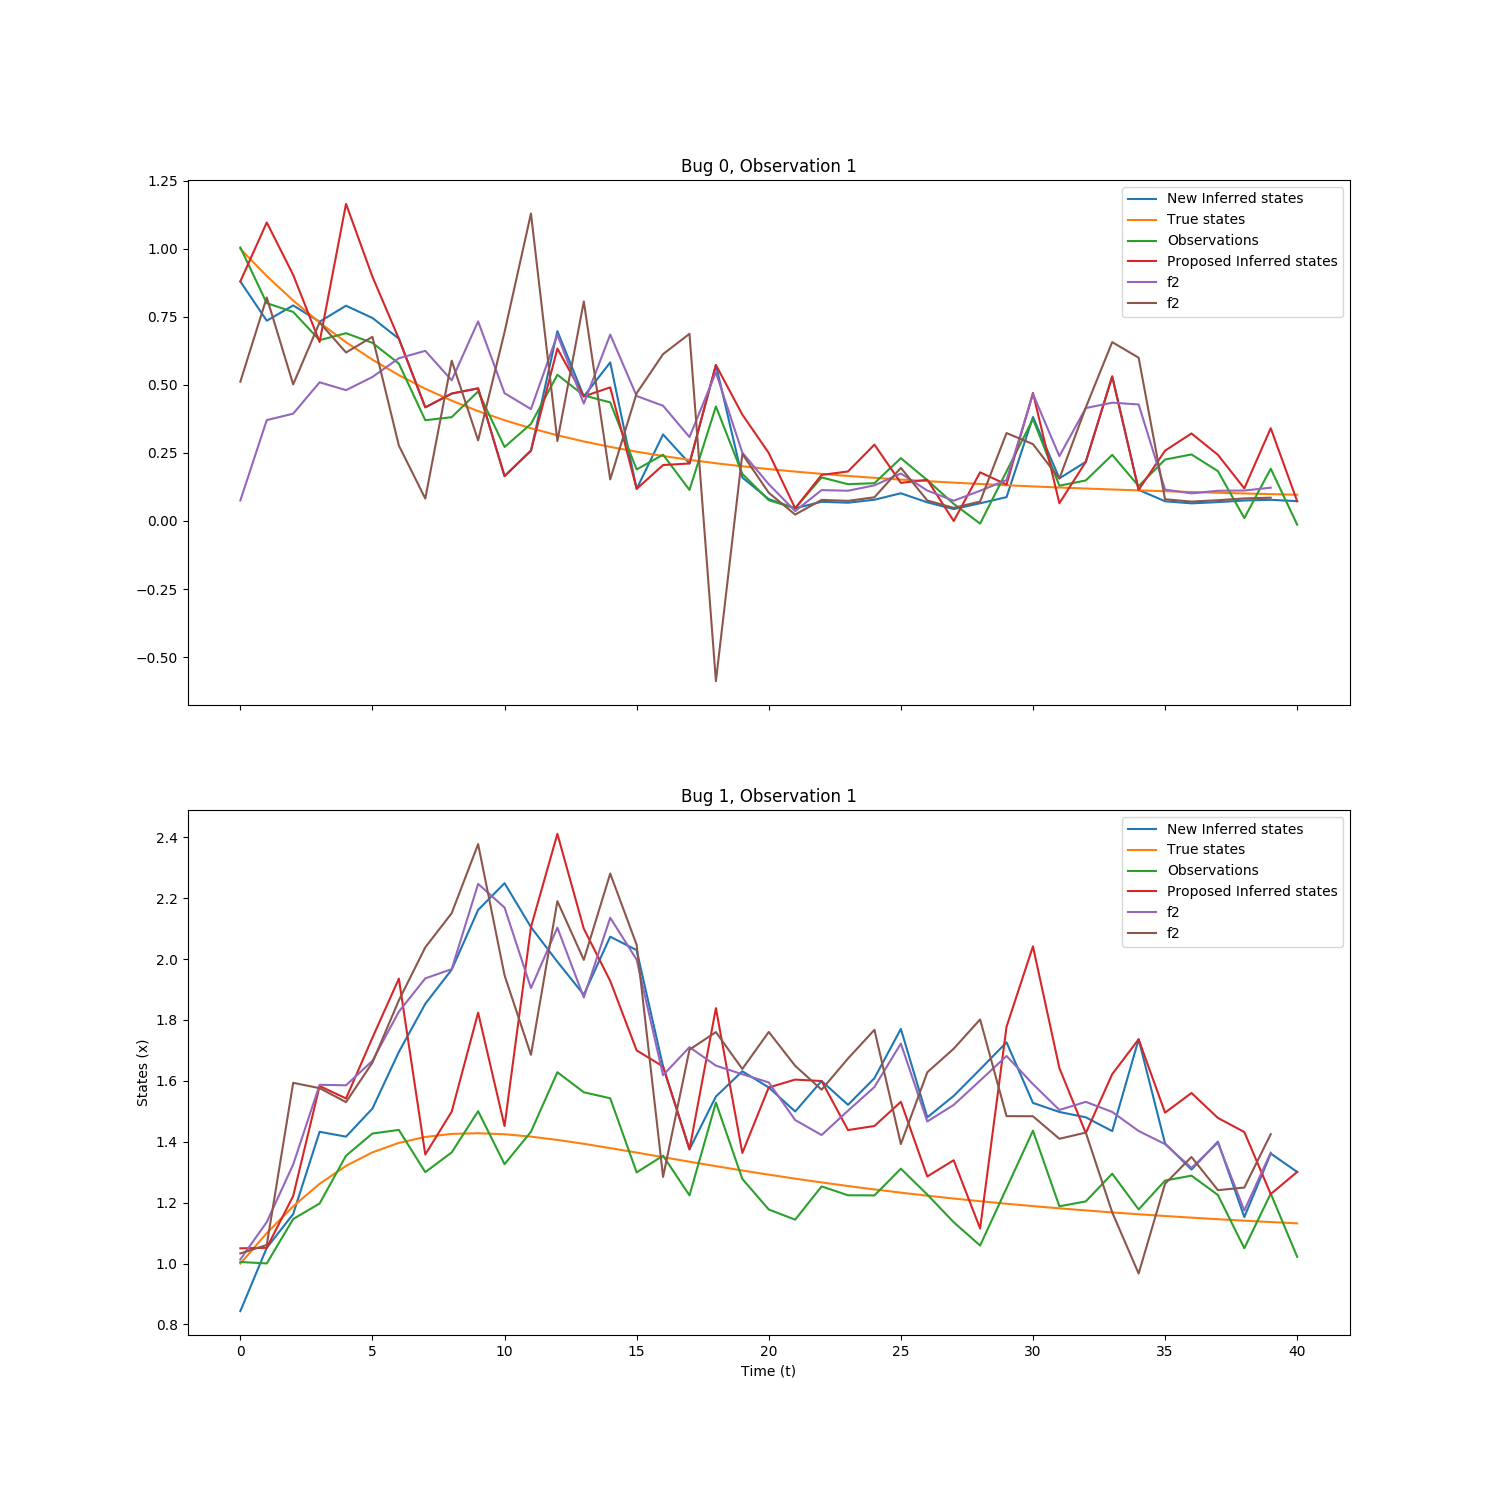 Bug 0, Observation 1
1.25
1.00
0.75
0.50
0.25
0.00
−0.25
−0.50
New Inferred states
True states
Observations
Proposed Inferred states
f2
f2
Bug 1, Observation 1
States (x)
2.4
2.2
2.0
1.8
1.6
1.4
1.2
1.0
0.8
New Inferred states
True states
Observations
Proposed Inferred states
f2
f2
0 5 10 15 20 25 30 35 40
Time (t)